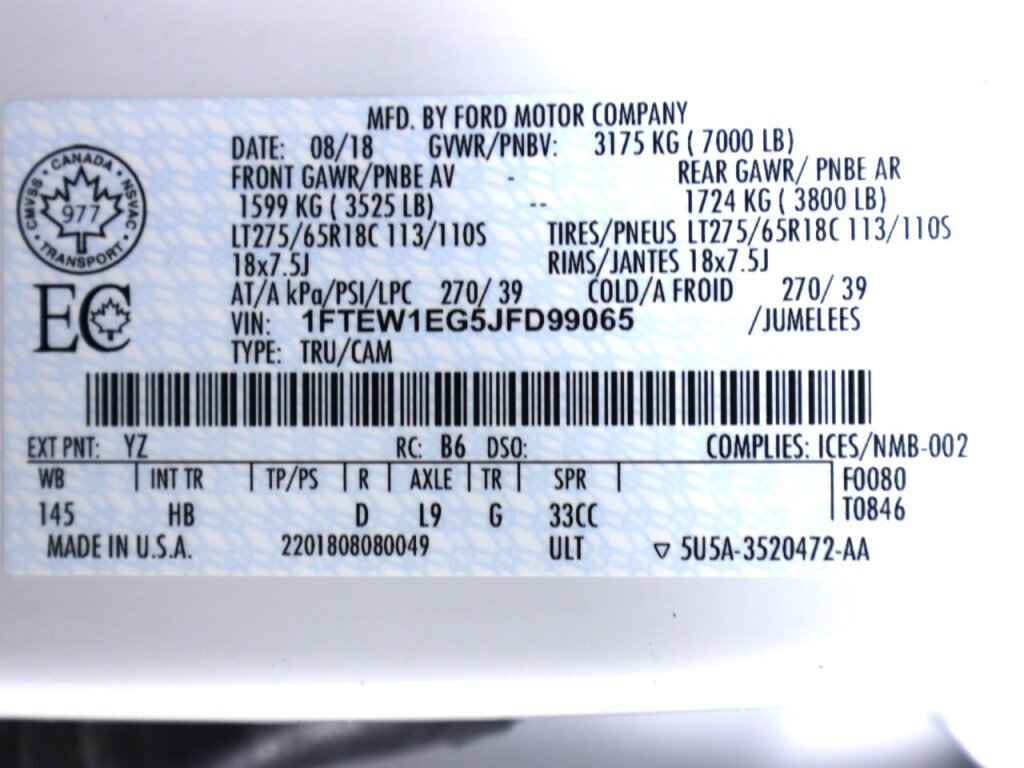 MFD. BY FORD MOTOR COMPANY
DATE: 08/18 GVWR/PNBV: 3175 KG ( 7000 LB)
FRONT GAWR/PNBE AV - REAR GAWR/ PNBE AR
1599 KG ( 3525 LB) -- 1724 KG ( 3800 LB)
LT275/65R18C 113/110S TIRES/PNEUS LT275/65R18C 113/110S
18x7.5J RIMS/JANTES 18x7.5J
AT/A kPa/PSI/LPC 270/ 39 COLD/A FROID 270/ 39
VIN: 1FTEW1EG5JFD99065 /JUMELEES
TYPE: TRU/CAM
CANADA
CMVSS • NSVAC
977
TRANSPORT
EC
EXT PNT: YZ RC: B6 DSO: COMPLIES: ICES/NMB-002
WB | INT TR | TP/PS | R | AXLE | TR | SPR | F0080
145 HB D L9 G 33CC T0846
MADE IN U.S.A. 2201808080049 ULT ▽ 5U5A-3520472-AA